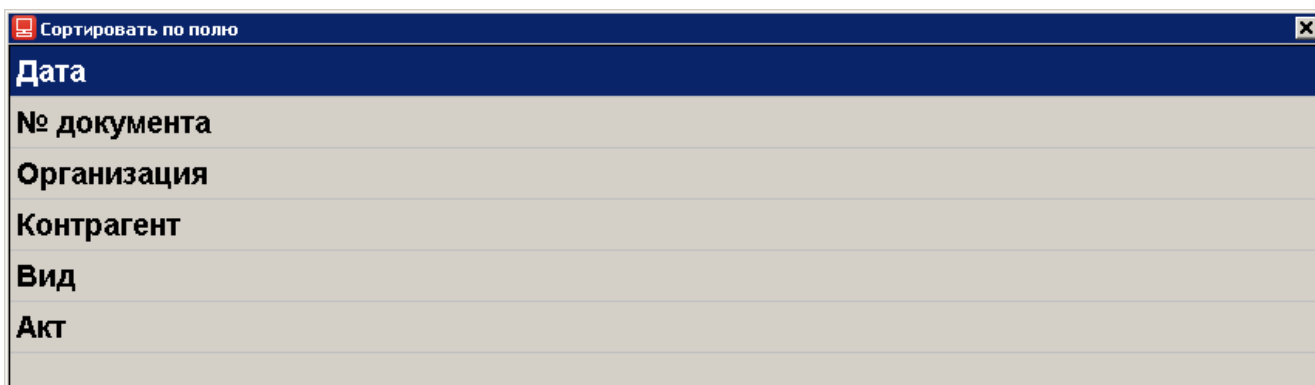 Сортировать по полю
Дата
№ документа
Организация
Контрагент
Вид
Акт